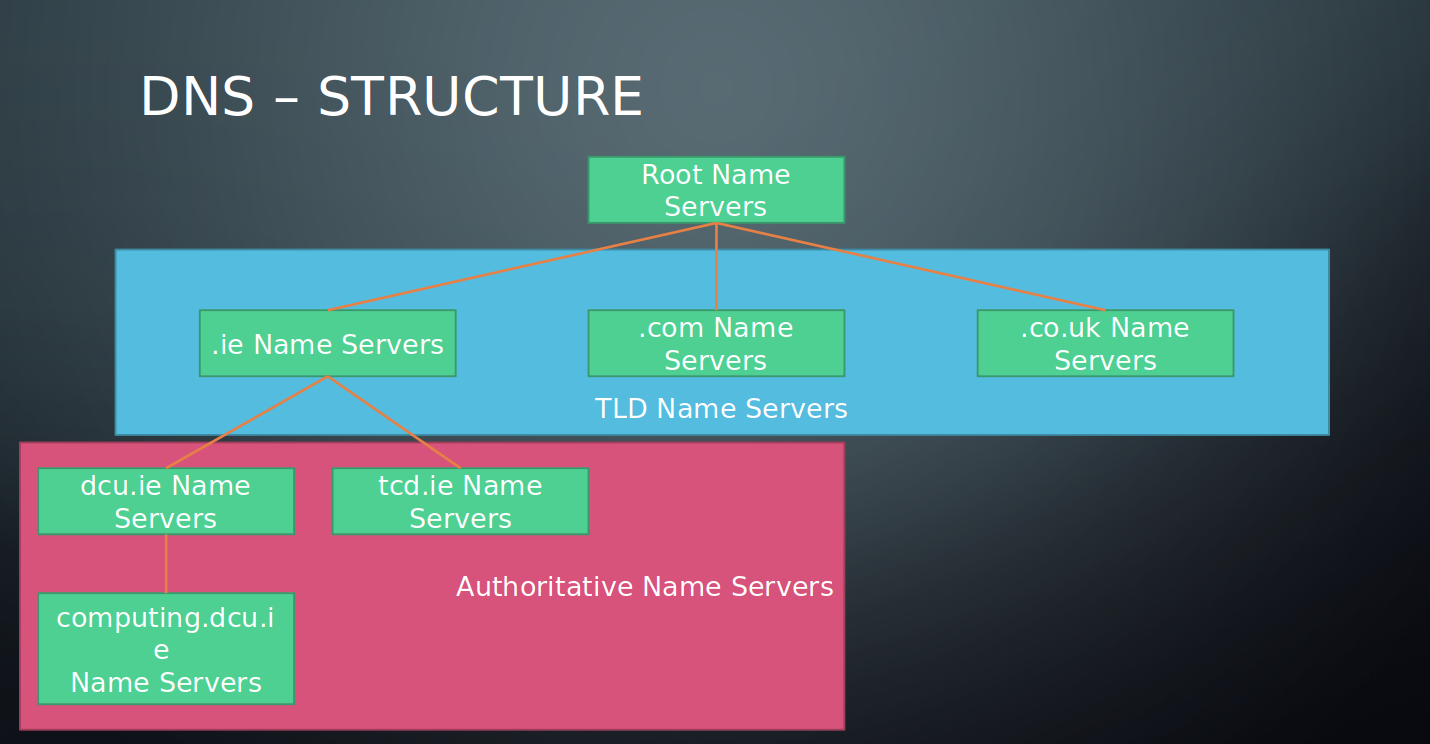 DNS – STRUCTURE
Root Name
Servers
.ie Name Servers
.com Name
Servers
.co.uk Name
Servers
TLD Name Servers
dcu.ie Name
Servers
tcd.ie Name
Servers
Authoritative Name Servers
computing.dcu.i
e
Name Servers